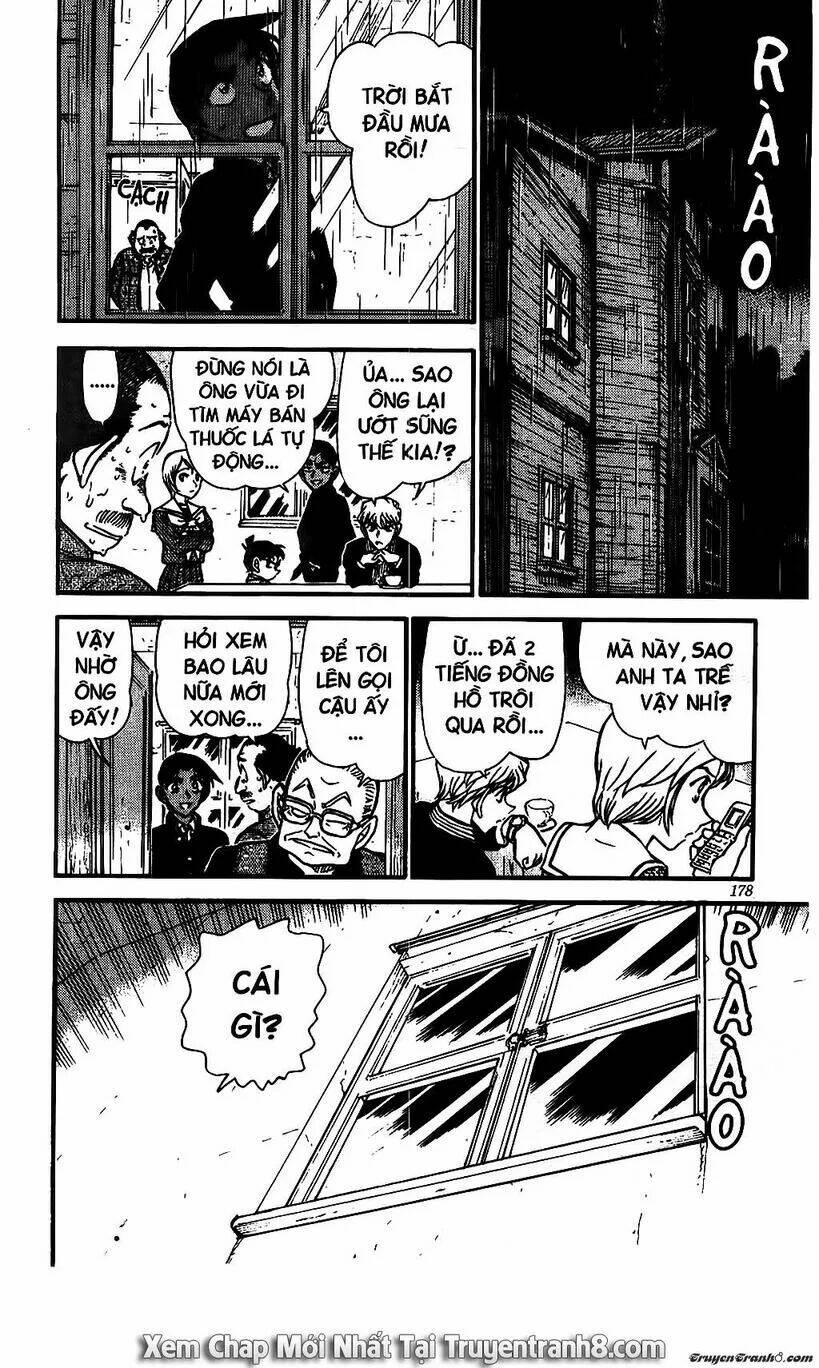 TRỜI BẮT
ĐẦU MƯA
RỒI!
CẠCH
RÀÀO
ĐỪNG NÓI LÀ
ÔNG VỪA ĐI
TÌM MÁY BÁN
THUỐC LÁ TỰ
ĐỘNG...
ỦA... SAO
ÔNG LẠI
ƯỚT SŨNG
THẾ KIA!?
......
MÀ NÀY, SAO
ANH TA TRỄ
VẬY NHỈ?
Ừ... ĐÃ 2
TIẾNG ĐỒNG
HỒ TRÔI
QUA RỒI...
ĐỂ TÔI
LÊN GỌI
CẬU ẤY
...
HỎI XEM
BAO LÂU
NỮA MỚI
XONG...
VẬY
NHỜ
ÔNG
ĐẤY!
178
RÀÀO
CÁI
GÌ?
Xem Chap Mới Nhất Tại Truyentranh8.com
TruyenTranh8.com